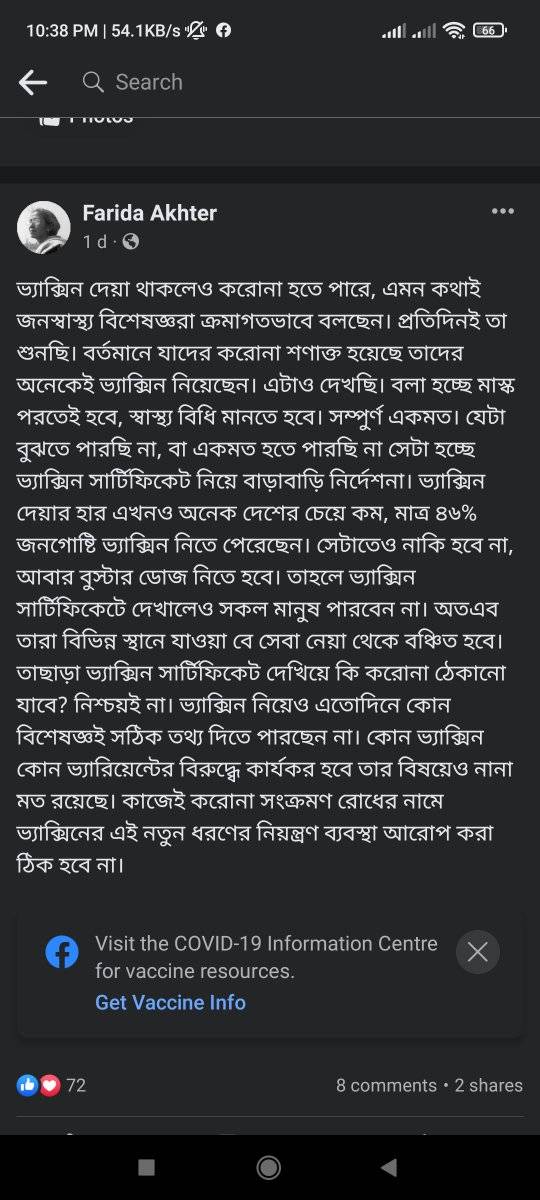 10:38 PM | 54.1KB/s
66
Search
Photos
Farida Akhter
1 d ·
ভ্যাক্সিন দেয়া থাকলেও করোনা হতে পারে, এমন কথাই
জনস্বাস্থ্য বিশেষজ্ঞরা ক্রমাগতভাবে বলছেন। প্রতিদিনই তা
শুনছি। বর্তমানে যাদের করোনা শণাক্ত হয়েছে তাদের
অনেকেই ভ্যাক্সিন নিয়েছেন। এটাও দেখছি। বলা হচ্ছে মাস্ক
পরতেই হবে, স্বাস্থ্য বিধি মানতে হবে। সম্পুর্ণ একমত। যেটা
বুঝতে পারছি না, বা একমত হতে পারছি না সেটা হচ্ছে
ভ্যাক্সিন সার্টিফিকেট নিয়ে বাড়াবাড়ি নির্দেশনা। ভ্যাক্সিন
দেয়ার হার এখনও অনেক দেশের চেয়ে কম, মাত্র ৪৬%
জনগোষ্টি ভ্যাক্সিন নিতে পেরেছেন। সেটাতেও নাকি হবে না,
আবার বুস্টার ডোজ নিতে হবে। তাহলে ভ্যাক্সিন
সার্টিফিকেটে দেখালেও সকল মানুষ পারবেন না। অতএব
তারা বিভিন্ন স্থানে যাওয়া বে সেবা নেয়া থেকে বঞ্চিত হবে।
তাছাড়া ভ্যাক্সিন সার্টিফিকেট দেখিয়ে কি করোনা ঠেকানো
যাবে? নিশ্চয়ই না। ভ্যাক্সিন নিয়েও এতোদিনে কোন
বিশেষজ্ঞই সঠিক তথ্য দিতে পারছেন না। কোন ভ্যাক্সিন
কোন ভ্যারিয়েন্টের বিরুদ্ধে কার্যকর হবে তার বিষয়েও নানা
মত রয়েছে। কাজেই করোনা সংক্রমণ রোধের নামে
ভ্যাক্সিনের এই নতুন ধরণের নিয়ন্ত্রণ ব্যবস্থা আরোপ করা
ঠিক হবে না।
Visit the COVID-19 Information Centre
for vaccine resources.
Get Vaccine Info
72
8 comments • 2 shares